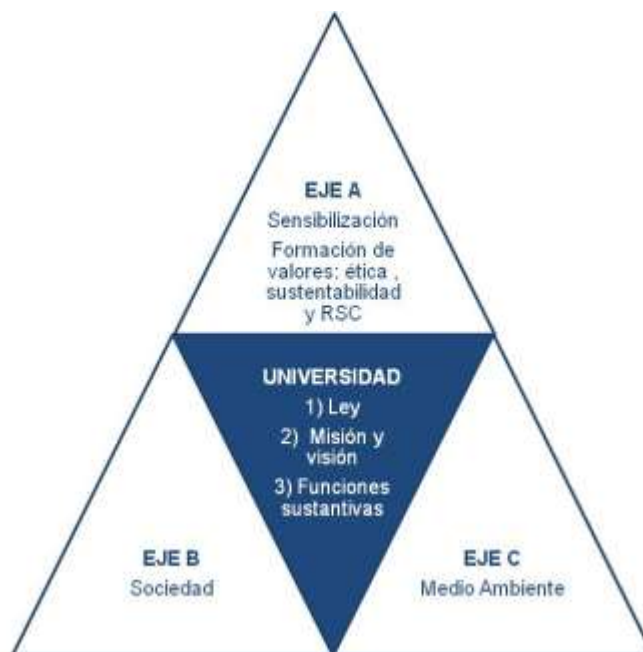 EJE A
Sensibilización
Formación de
valores: ética ,
sustentabilidad
y RSC
UNIVERSIDAD
1) Ley
2) Misión y
visión
3) Funciones
sustantivas
EJE B
Sociedad
EJE C
Medio Ambiente